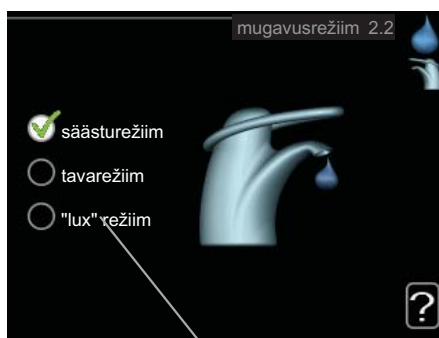 mugavusrežiim 2.2
säästurežiim
tavarežiim
"lux" režiim
?